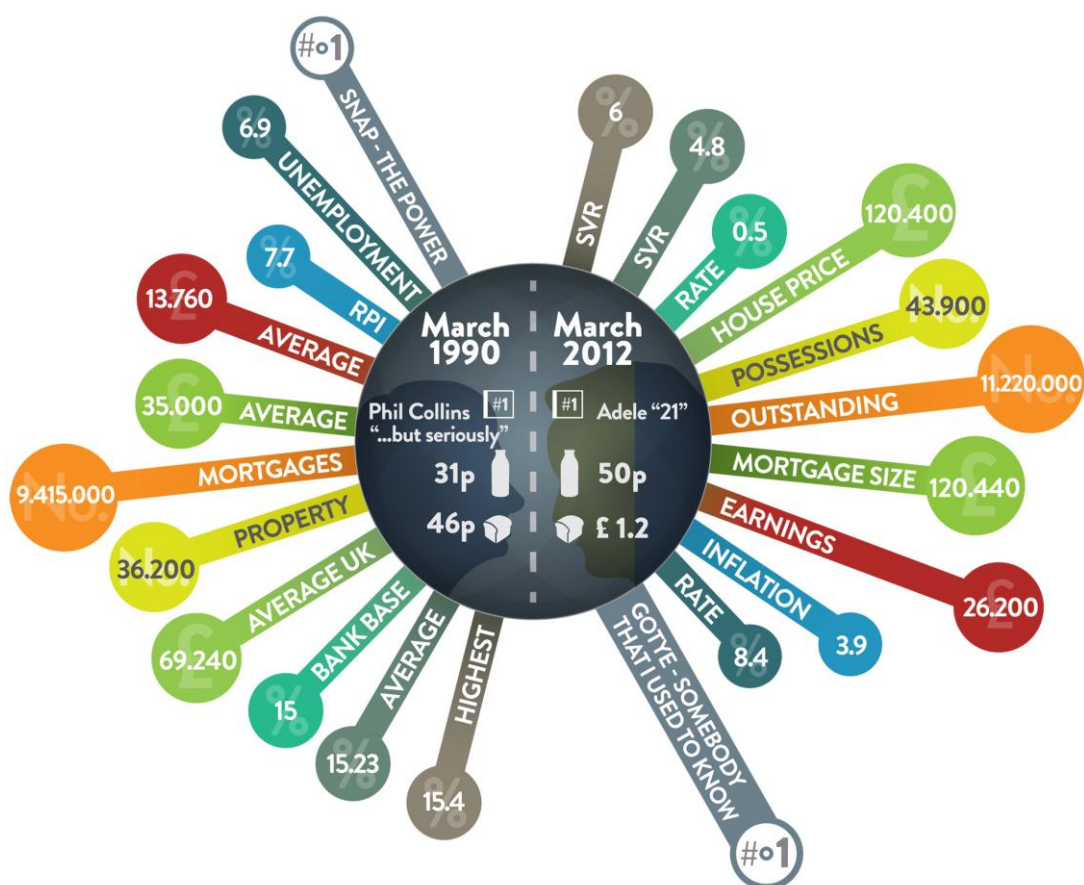 #1
SNAP - THE POWER
6.9 %
UNEMPLOYMENT
7.7 %
RPI
13.760 £
AVERAGE
35.000 £
AVERAGE
9.415.000 No.
MORTGAGES
36.200 No.
PROPERTY
69.240 £
AVERAGE UK
15 %
BANK BASE
15.23 %
AVERAGE
15.4 %
HIGHEST
March
1990
Phil Collins #1
"...but seriously"
31p
46p
March
2012
#1 Adele "21"
50p
£ 1.2
6 %
SVR
4.8 %
SVR
0.5 %
RATE
120.400 £
HOUSE PRICE
43.900 No.
POSSESSIONS
11.220.000 No.
OUTSTANDING
120.440 £
MORTGAGE SIZE
26.200 £
EARNINGS
3.9
INFLATION
8.4 %
RATE
GOTYE - SOMEBODY
THAT I USED TO KNOW
#1